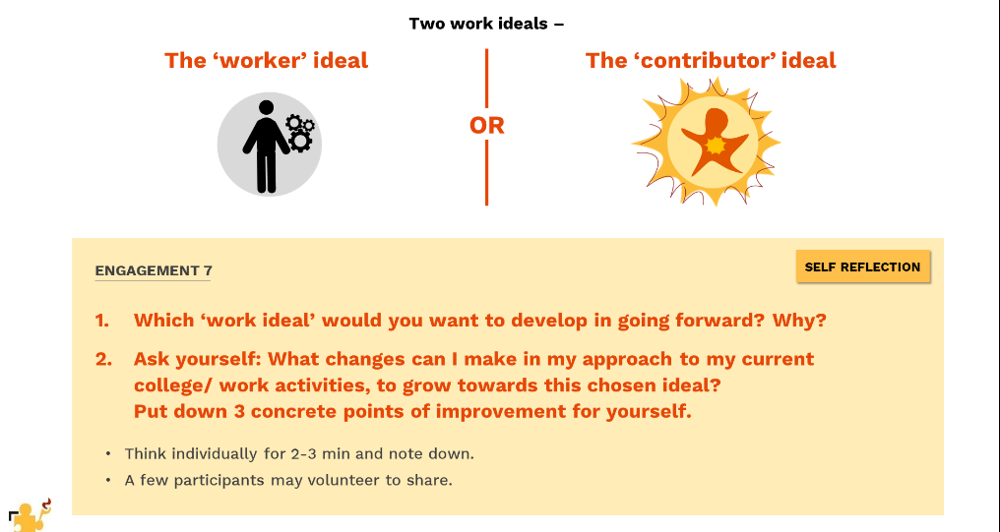 Two work ideals –
The ‘worker’ ideal
The ‘contributor’ ideal
OR
ENGAGEMENT 7
SELF REFLECTION
1. Which ‘work ideal’ would you want to develop in going forward? Why?
2. Ask yourself: What changes can I make in my approach to my current
college/ work activities, to grow towards this chosen ideal?
Put down 3 concrete points of improvement for yourself.
• Think individually for 2-3 min and note down.
• A few participants may volunteer to share.